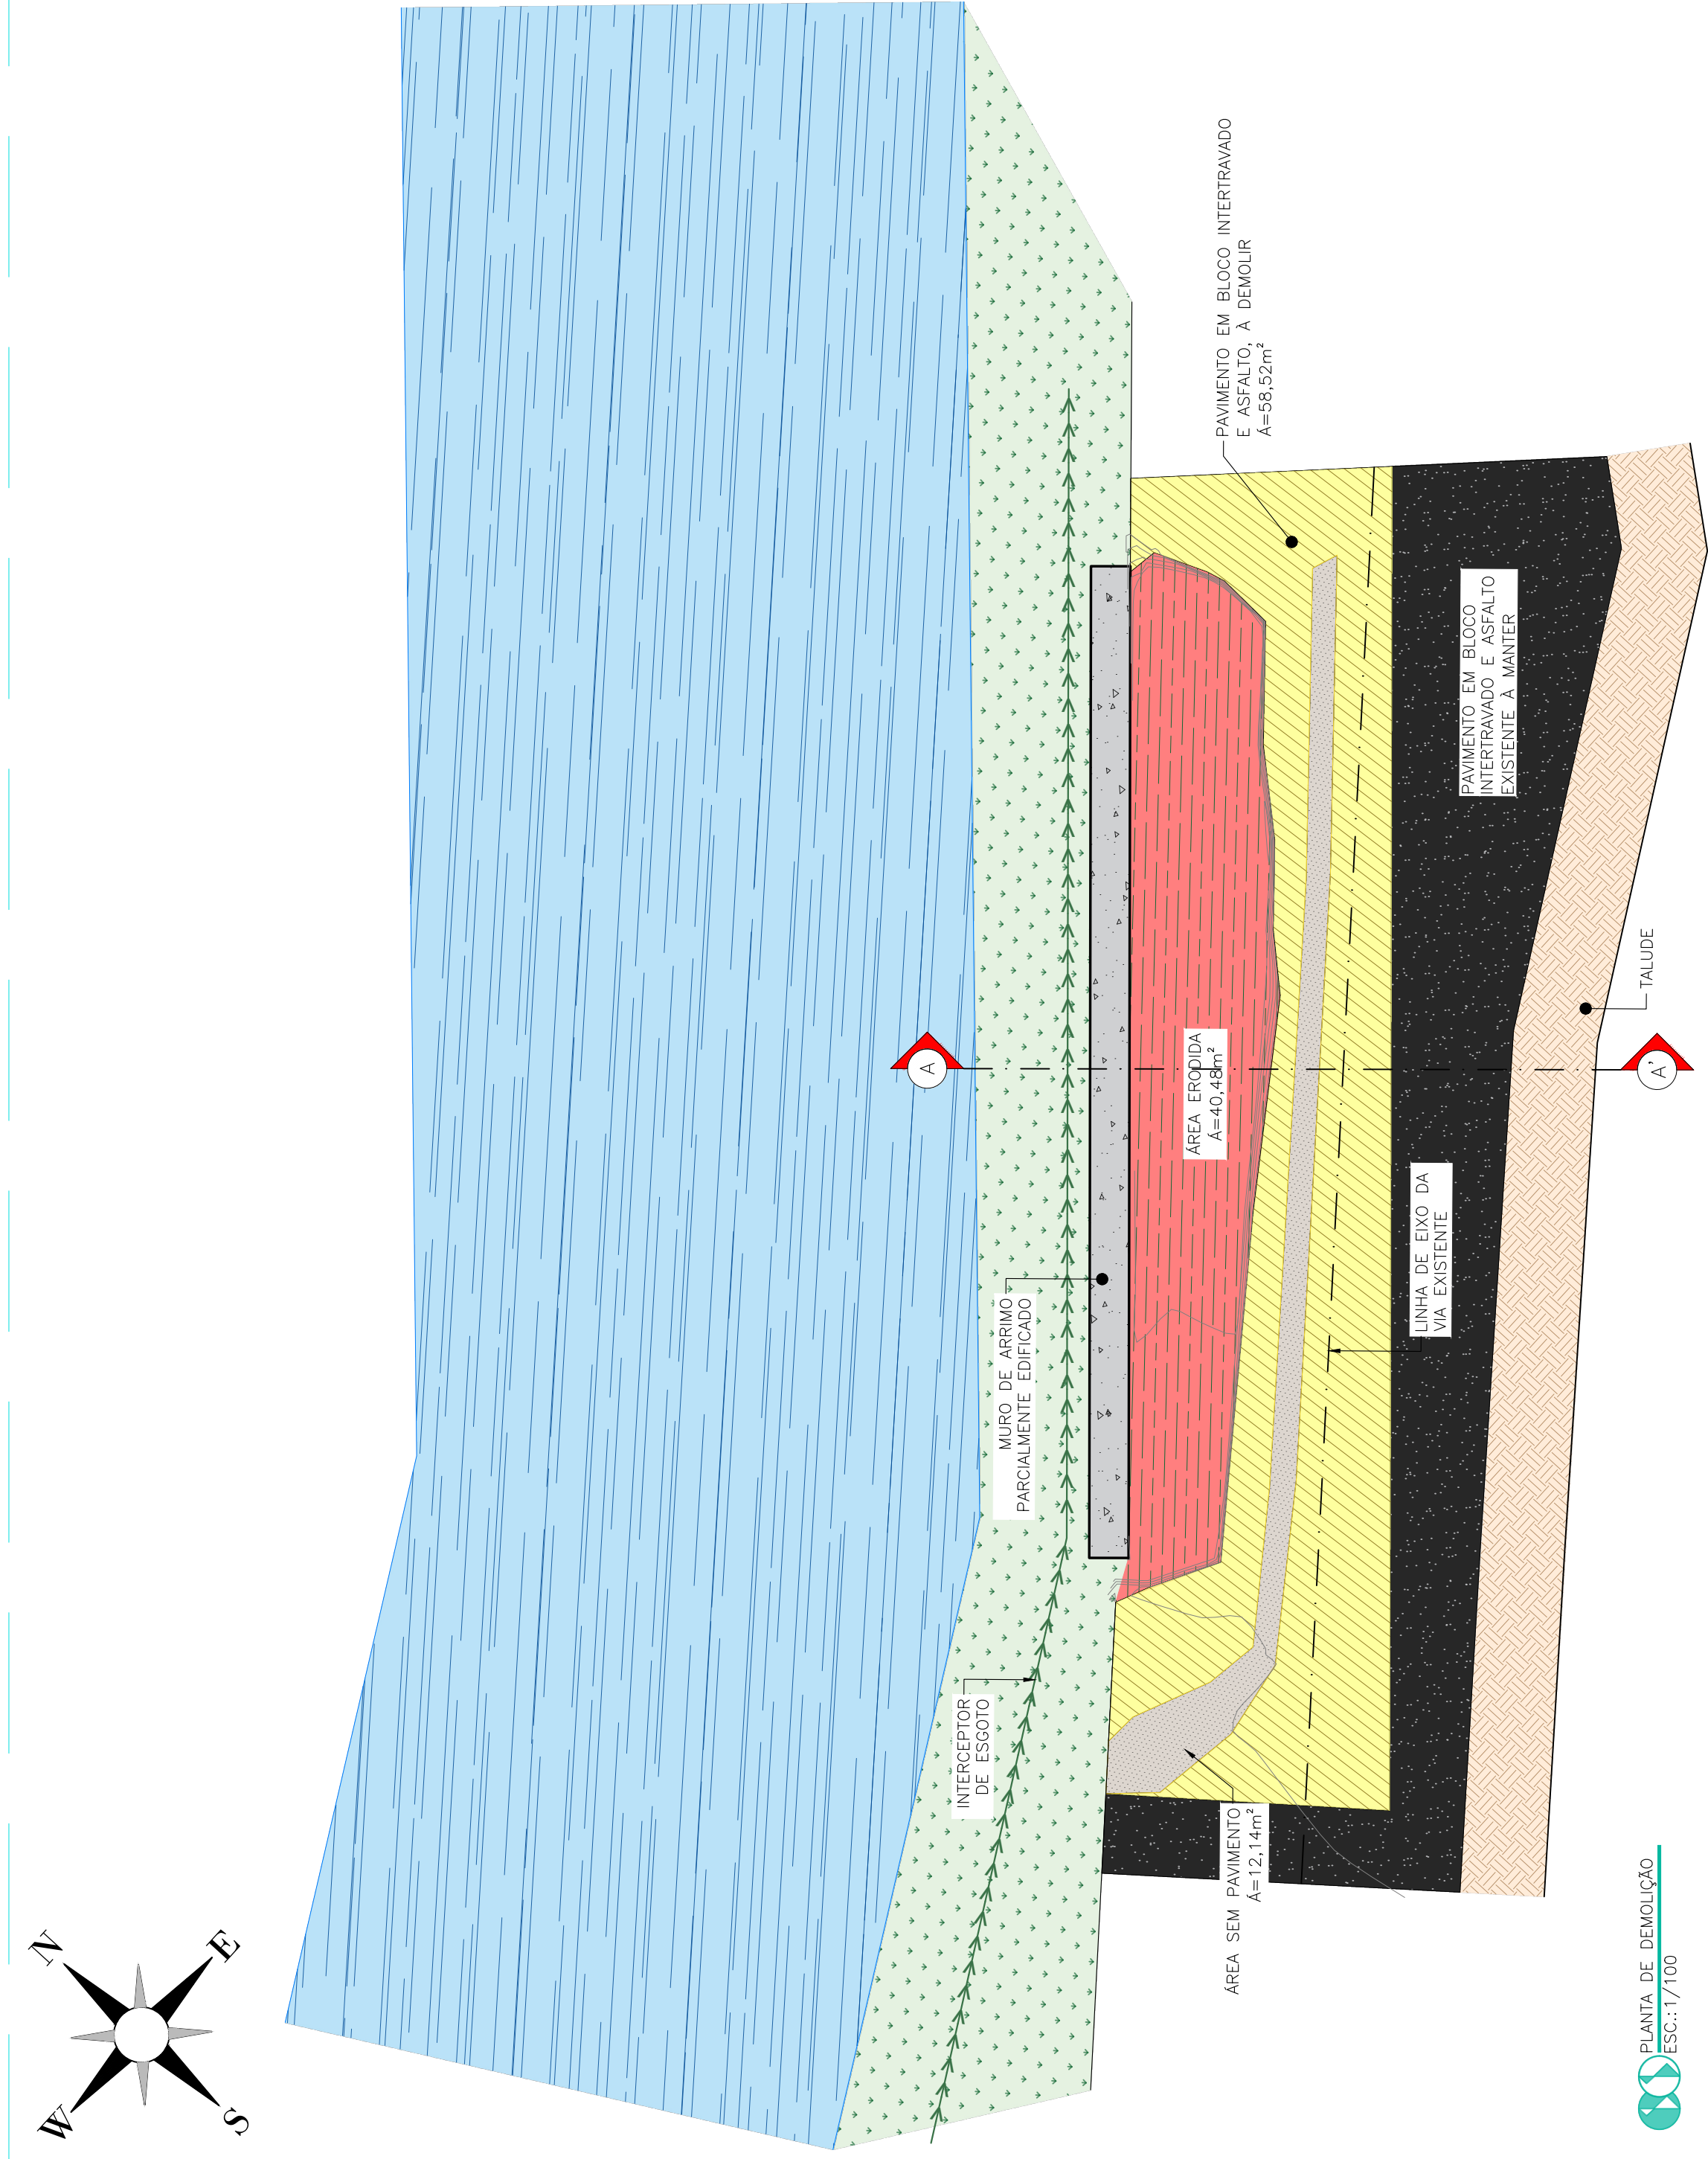 PAVIMENTO EM BLOCO INTERTRAVADO
E ASFALTO, À DEMOLIR
Á=58,52m²
PAVIMENTO EM BLOCO
INTERTRAVADO E ASFALTO
EXISTENTE À MANTER
TALUDE
A
A'
ÁREA ERODIDA
Á=40,48m²
LINHA DE EIXO DA
VIA EXISTENTE
MURO DE ARRIMO
PARCIALMENTE EDIFICADO
INTERCEPTOR
DE ESGOTO
ÁREA SEM PAVIMENTO
Á=12,14m²
N
E
W
S
PLANTA DE DEMOLIÇÃO
ESC.:1/100